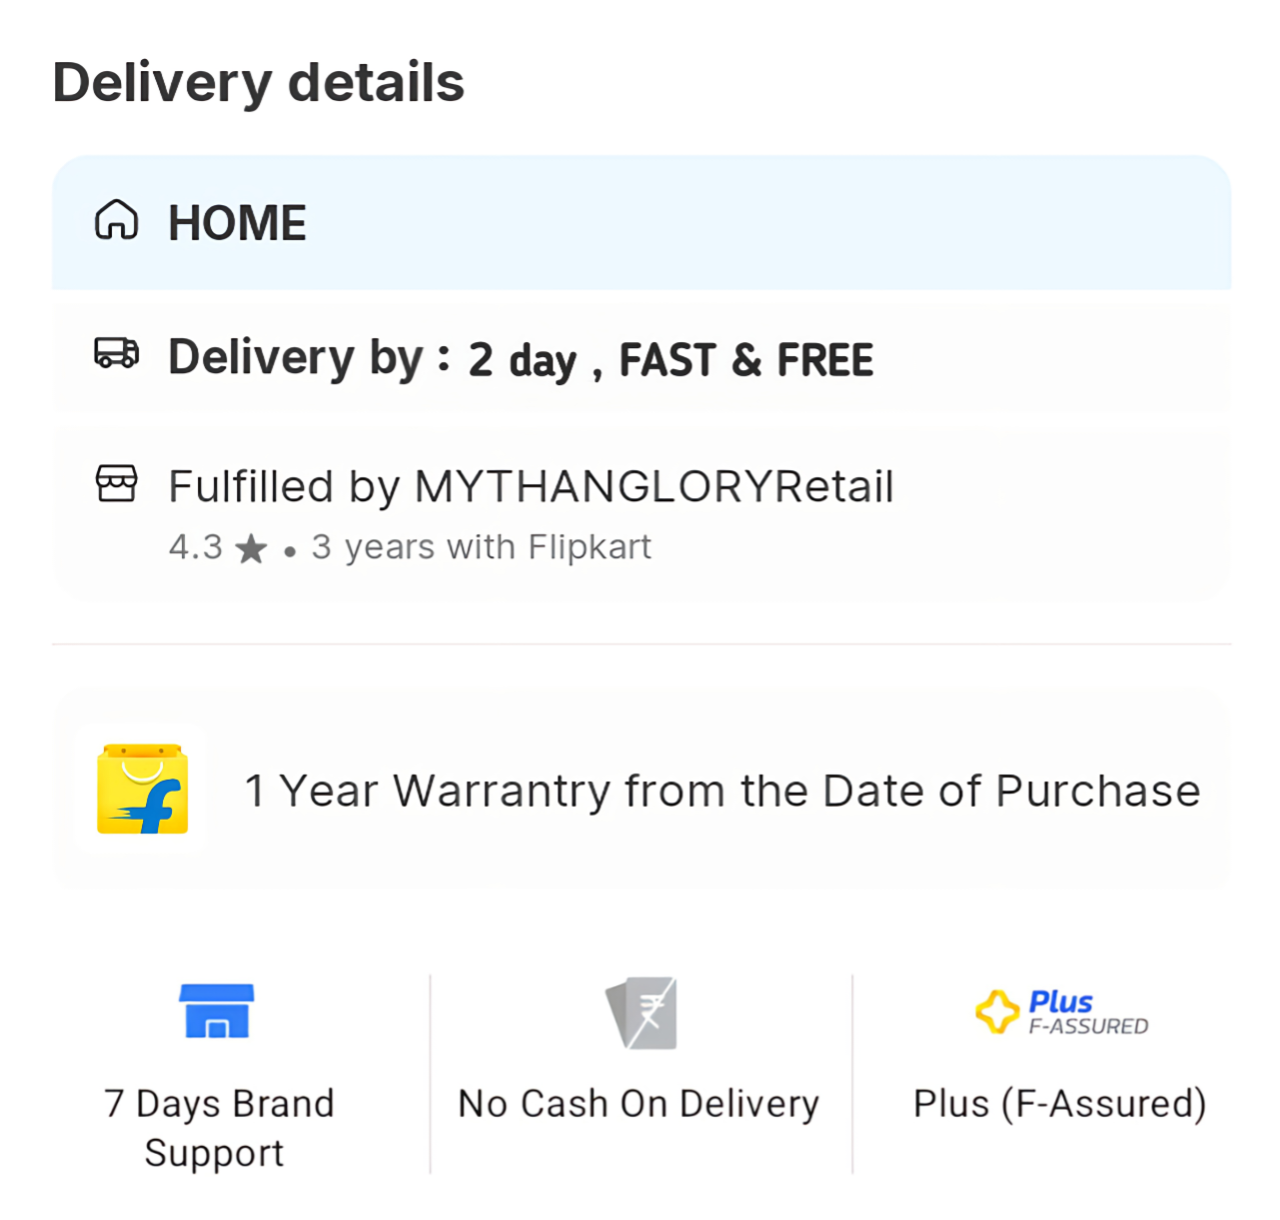 Delivery details
HOME
Delivery by : 2 day , FAST & FREE
Fulfilled by MYTHANGLORYRetail
4.3 ★ • 3 years with Flipkart
1 Year Warrantry from the Date of Purchase
Plus
F-ASSURED
7 Days Brand
Support
No Cash On Delivery
Plus (F-Assured)